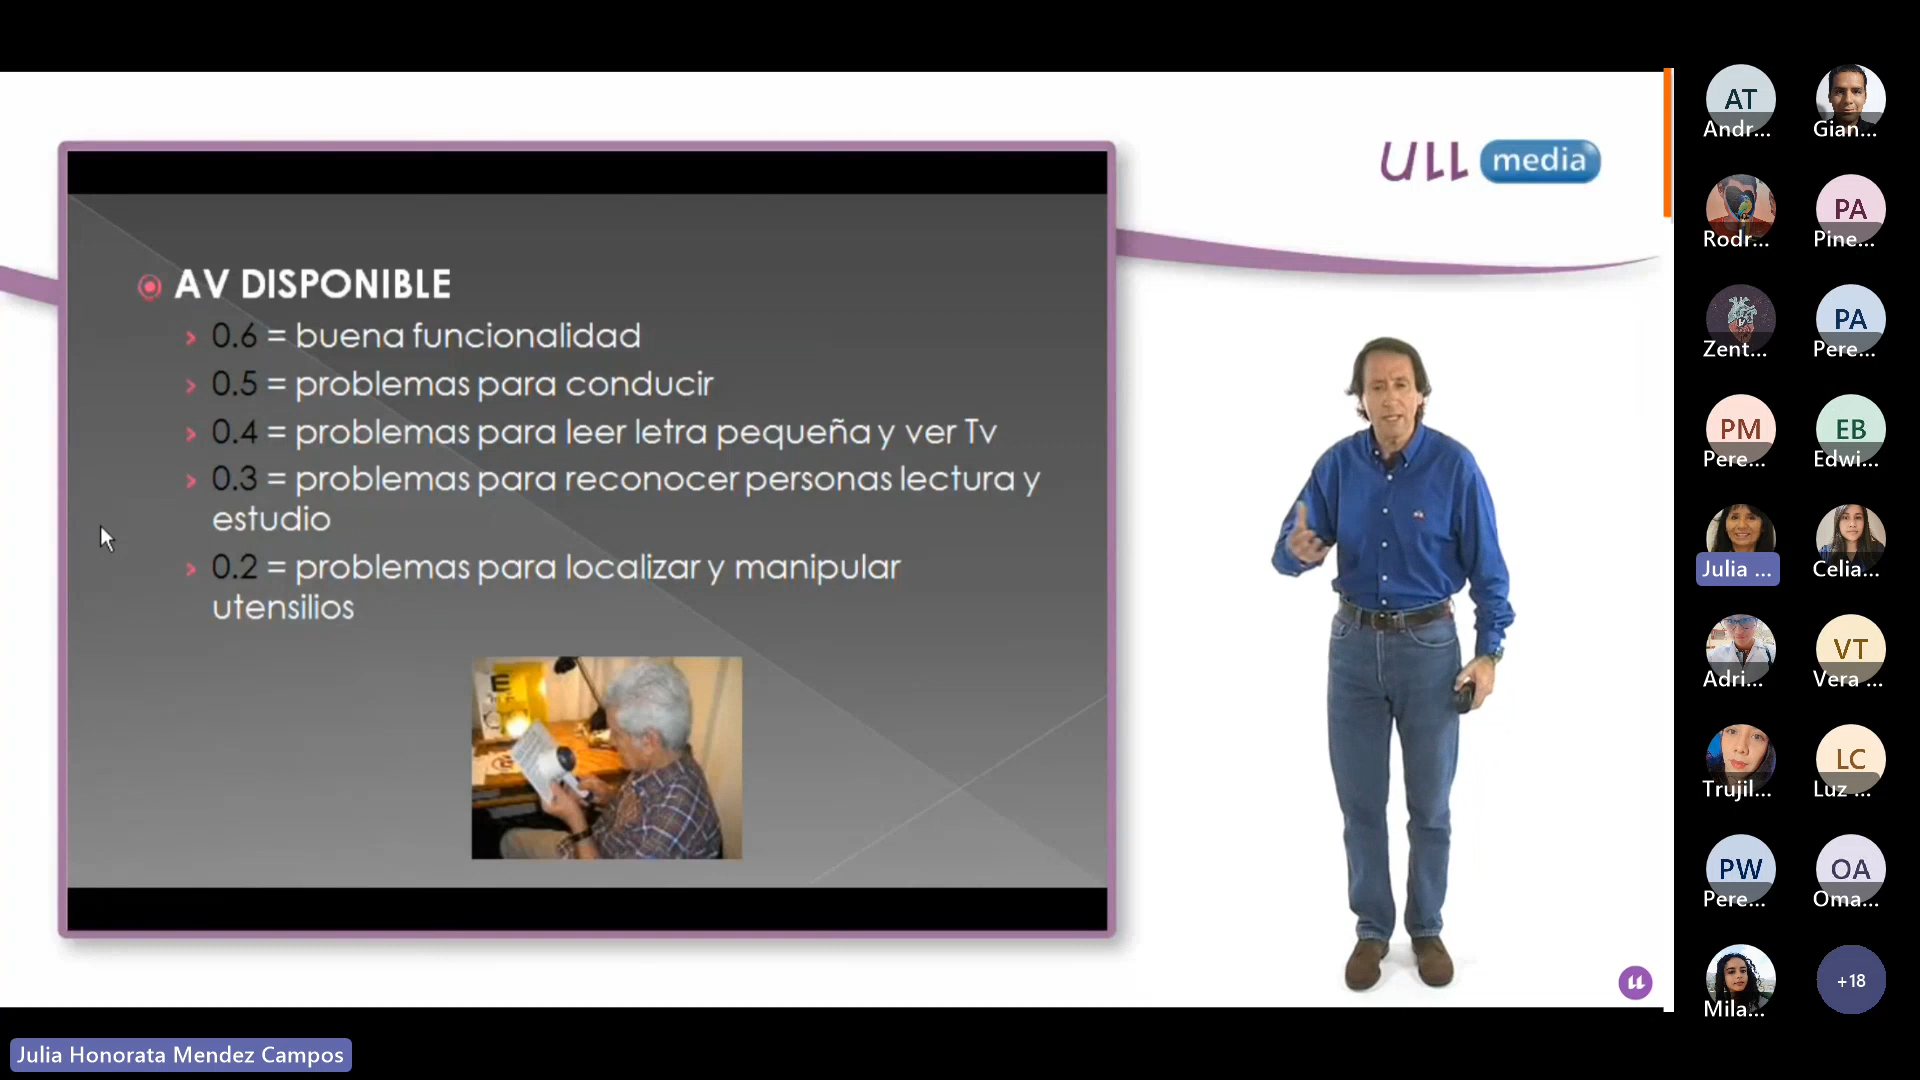 ULL media
AV DISPONIBLE
0.6 = buena funcionalidad
0.5 = problemas para conducir
0.4 = problemas para leer letra pequeña y ver Tv
0.3 = problemas para reconocer personas lectura y
estudio
0.2 = problemas para localizar y manipular
utensilios
E
AT
Andr...
Gian...
Rodr...
PA
Pine...
Zent...
PA
Pere...
PM
Pere...
EB
Edwi...
Julia ...
Celia...
Adri...
VT
Vera ...
Trujil...
LC
Luz ...
PW
Pere...
OA
Oma...
Mila...
+18
Julia Honorata Mendez Campos